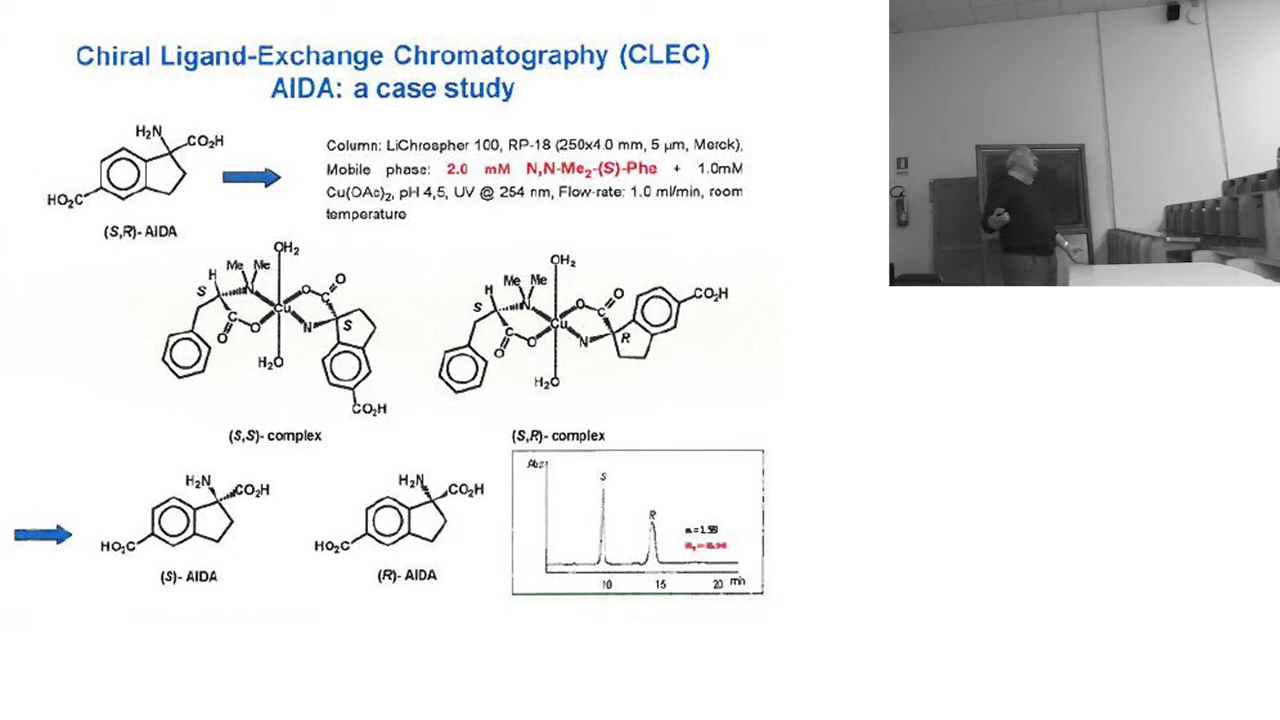 Chiral Ligand-Exchange Chromatography (CLEC)
AIDA: a case study
H₂N
CO₂H
HO₂C
(S,R)- AIDA
Column: LiChrospher 100, RP-18 (250x4.0 mm, 5 µm, Merck),
Mobile phase: 2.0 mM N,N-Me₂-(S)-Phe + 1.0mM
Cu(OAc)₂, pH 4,5, UV @ 254 nm, Flow-rate: 1.0 ml/min, room
temperature
OH₂
Me Me
H
S
N
O
C
O
Cu
C
O
O
N
S
H₂O
CO₂H
(S,S)- complex
OH₂
Me Me
H
S
N
O
C
O
Cu
C
O
O
N
R
CO₂H
H₂O
(S,R)- complex
H₂N
CO₂H
HO₂C
(S)- AIDA
H₂N
CO₂H
HO₂C
(R)- AIDA
Abs
S
R
α=1.59
10 15 20 min